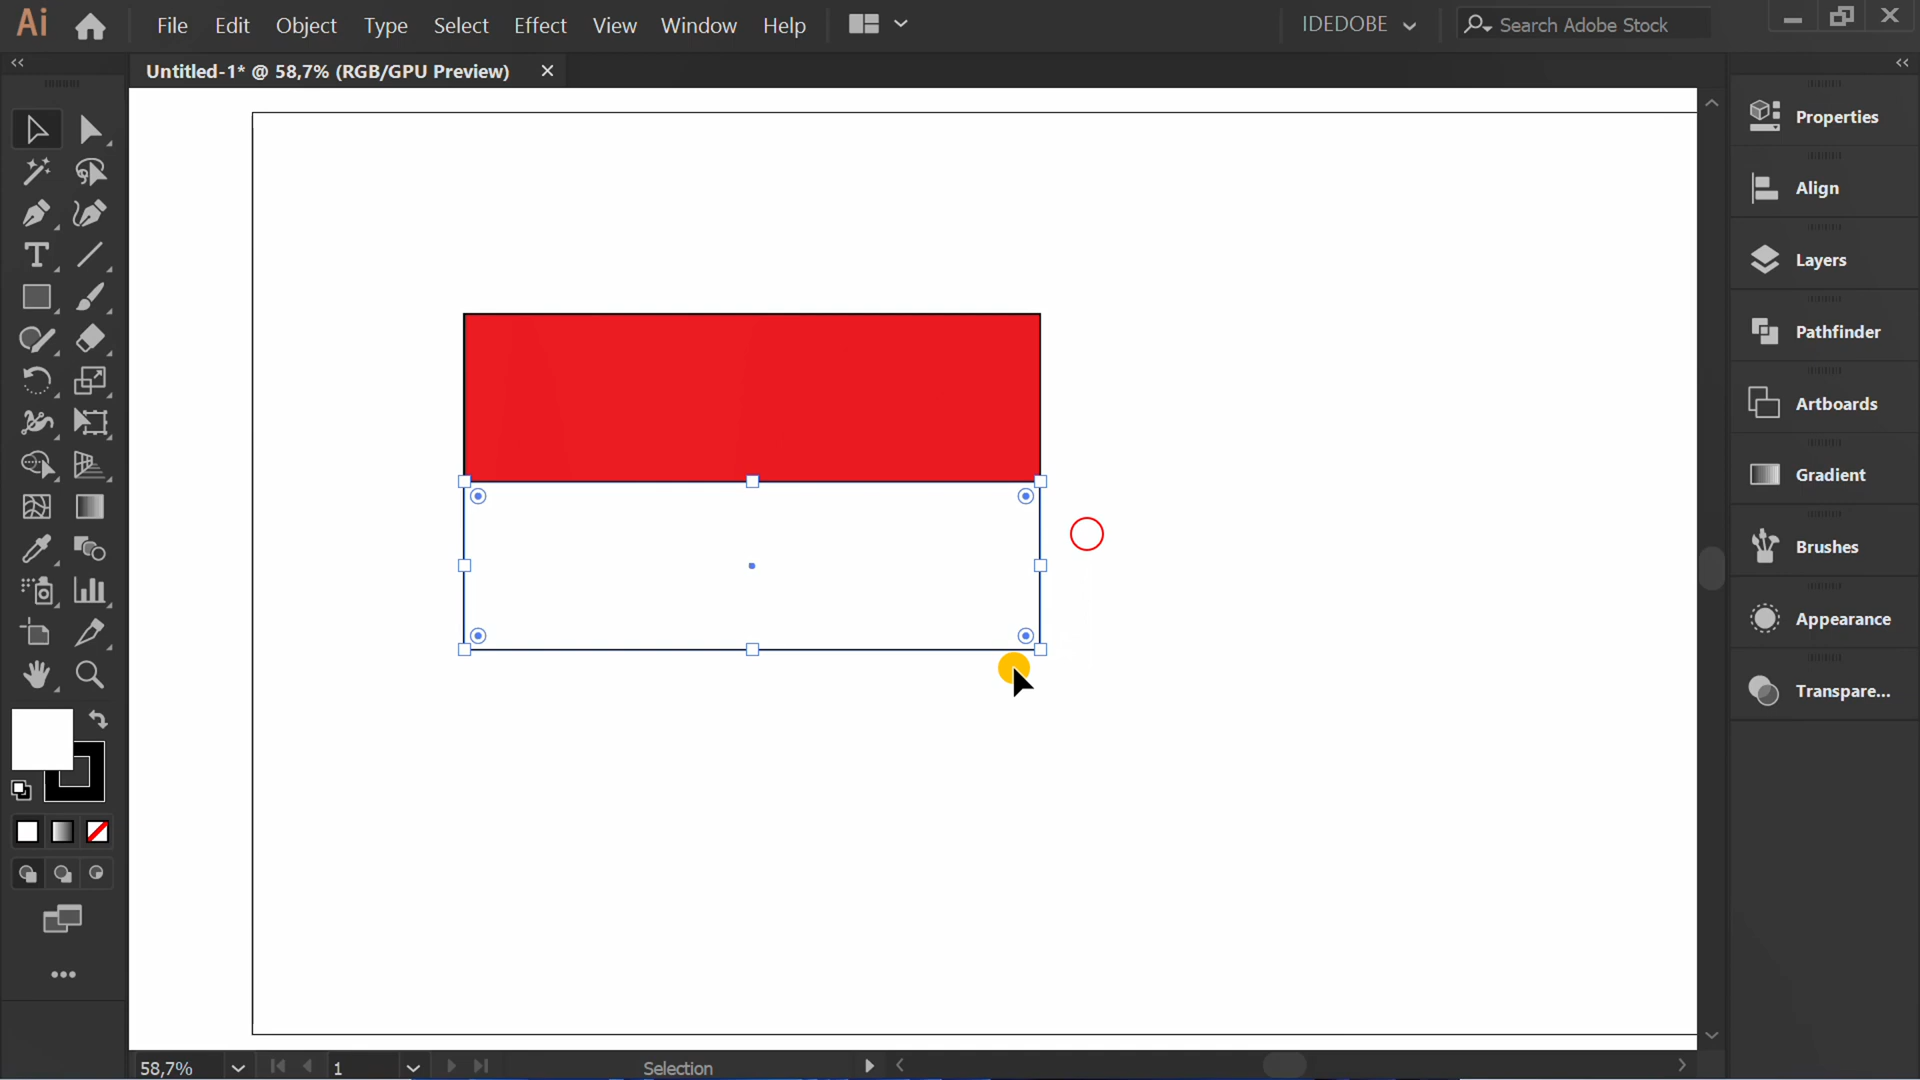 Ai
File Edit Object Type Select Effect View Window Help
IDEDOBE
Search Adobe Stock
Untitled-1* @ 58,7% (RGB/GPU Preview)
Properties
Align
Layers
Pathfinder
Artboards
Gradient
Brushes
Appearance
Transpare...
58,7%
1
Selection